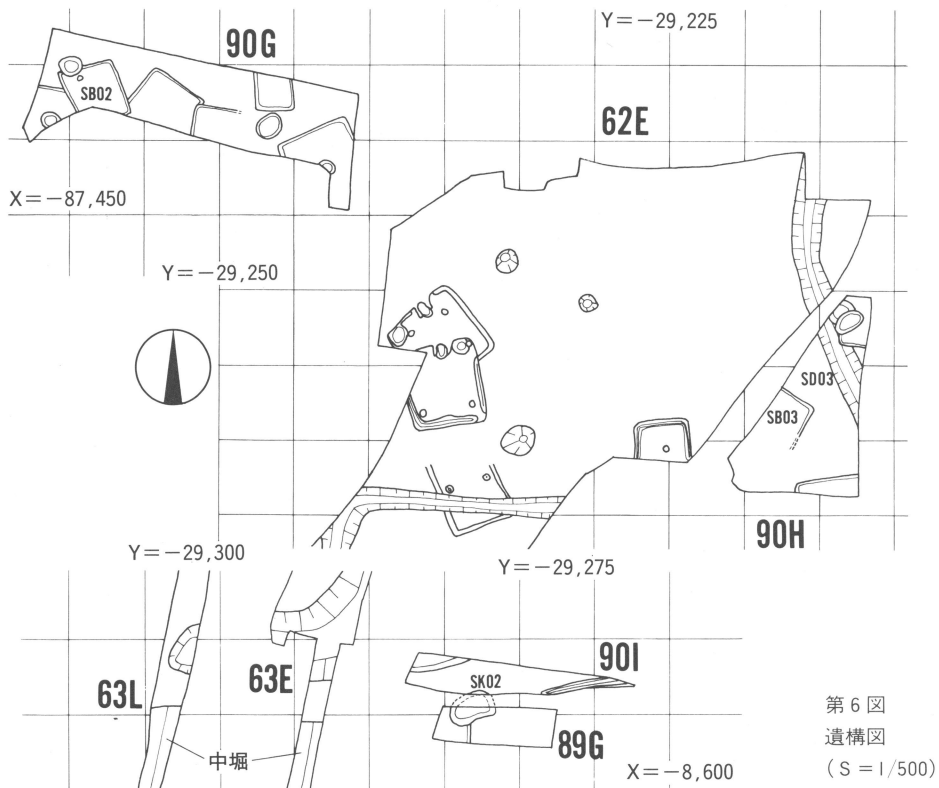 Y=-29,225
90G
SB02
62E
X=-87,450
Y=-29,250
SD03
SB03
90H
Y=-29,300
Y=-29,275
90I
SK02
63L
63E
89G
中堀
X=-8,600
第6図
遺構図
(S=1/500)